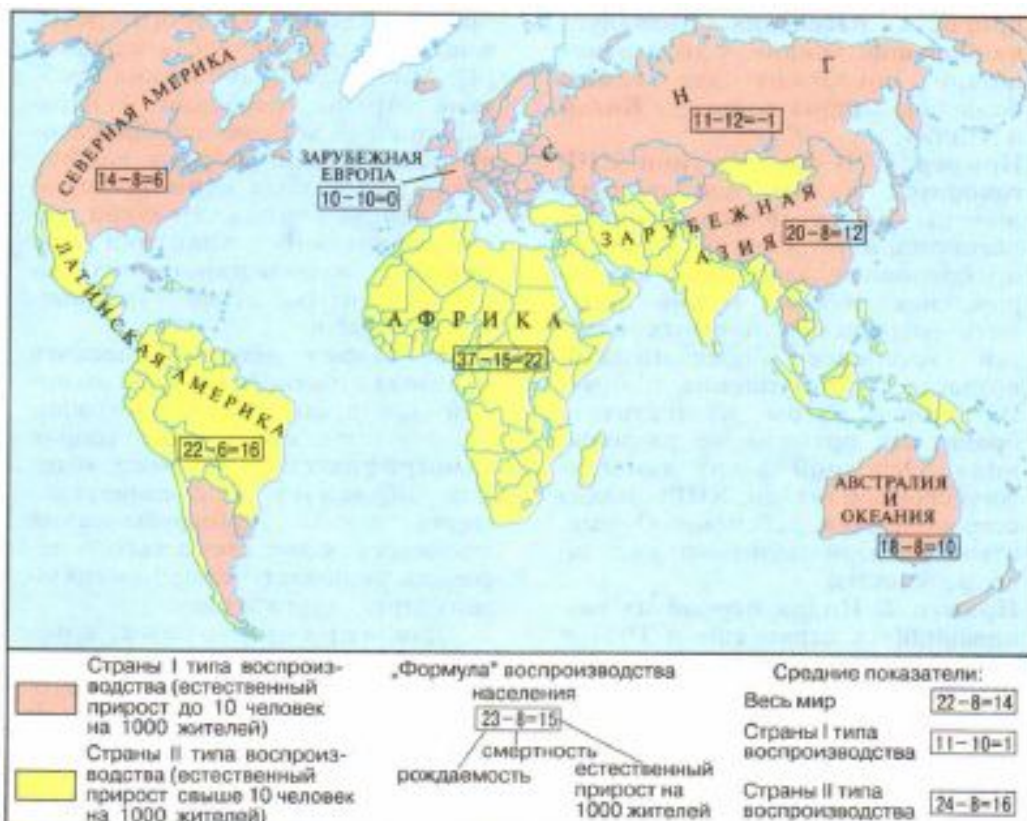 СЕВЕРНАЯ АМЕРИКА
14-8=6
ЗАРУБЕЖНАЯ
ЕВРОПА
10-10=0
С Н Г
11-12=-1
ЗАРУБЕЖНАЯ
АЗИЯ
20-8=12
ЛАТИНСКАЯ АМЕРИКА
22-6=16
АФРИКА
37-15=22
АВСТРАЛИЯ
И
ОКЕАНИЯ
18-8=10
Страны I типа воспроиз-
водства (естественный
прирост до 10 человек
на 1000 жителей)
Страны II типа воспроиз-
водства (естественный
прирост свыше 10 человек
на 1000 жителей)
„Формула" воспроизводства
населения
23-8=15
смертность
рождаемость
естественный
прирост на
1000 жителей
Средние показатели:
Весь мир
22-8=14
Страны I типа
воспроизводства
11-10=1
Страны II типа
воспроизводства
24-8=16